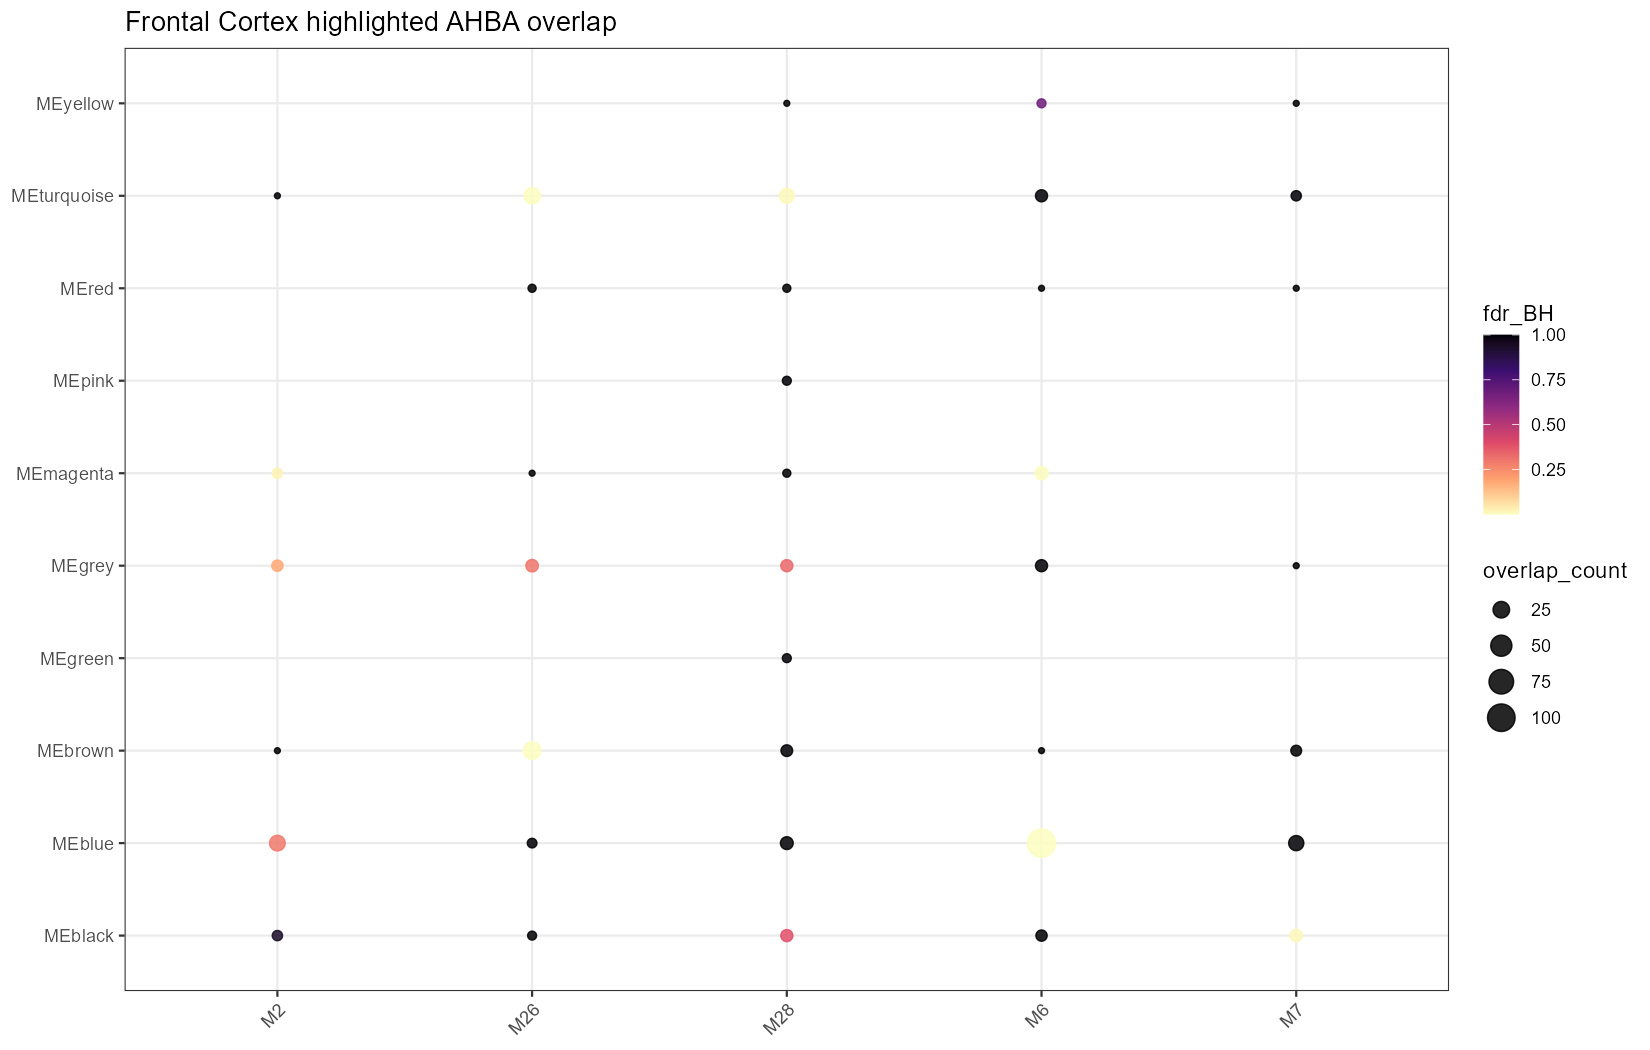 Frontal Cortex highlighted AHBA overlap
MEyellow
MEturquoise
MEred
MEpink
MEmagenta
MEgrey
MEgreen
MEbrown
MEblue
MEblack
M2
M26
M28
M6
M7
fdr_BH
1.00
0.75
0.50
0.25
overlap_count
25
50
75
100